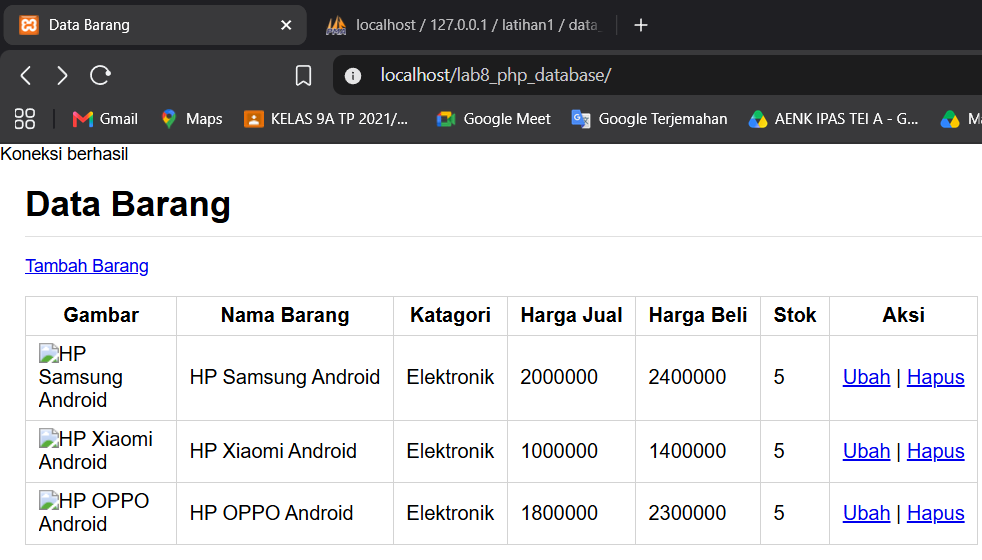 Data Barang
localhost / 127.0.0.1 / latihan1 / data_
localhost/lab8_php_database/
Gmail Maps KELAS 9A TP 2021/... Google Meet Google Terjemahan AENK IPAS TEI A - G... Ma
Koneksi berhasil
Data Barang
Tambah Barang
Gambar Nama Barang Katagori Harga Jual Harga Beli Stok Aksi
HP
Samsung
Android
HP Samsung Android Elektronik 2000000 2400000 5 Ubah | Hapus
HP Xiaomi
Android
HP Xiaomi Android Elektronik 1000000 1400000 5 Ubah | Hapus
HP OPPO
Android
HP OPPO Android Elektronik 1800000 2300000 5 Ubah | Hapus